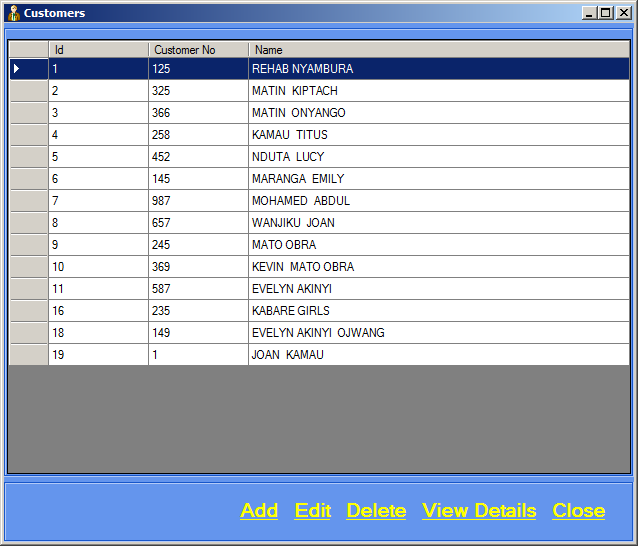 Customers
Id Customer No Name
1 125 REHAB NYAMBURA
2 325 MATIN KIPTACH
3 366 MATIN ONYANGO
4 258 KAMAU TITUS
5 452 NDUTA LUCY
6 145 MARANGA EMILY
7 987 MOHAMED ABDUL
8 657 WANJIKU JOAN
9 245 MATO OBRA
10 369 KEVIN MATO OBRA
11 587 EVELYN AKINYI
16 235 KABARE GIRLS
18 149 EVELYN AKINYI OJWANG
19 1 JOAN KAMAU
Add Edit Delete View Details Close